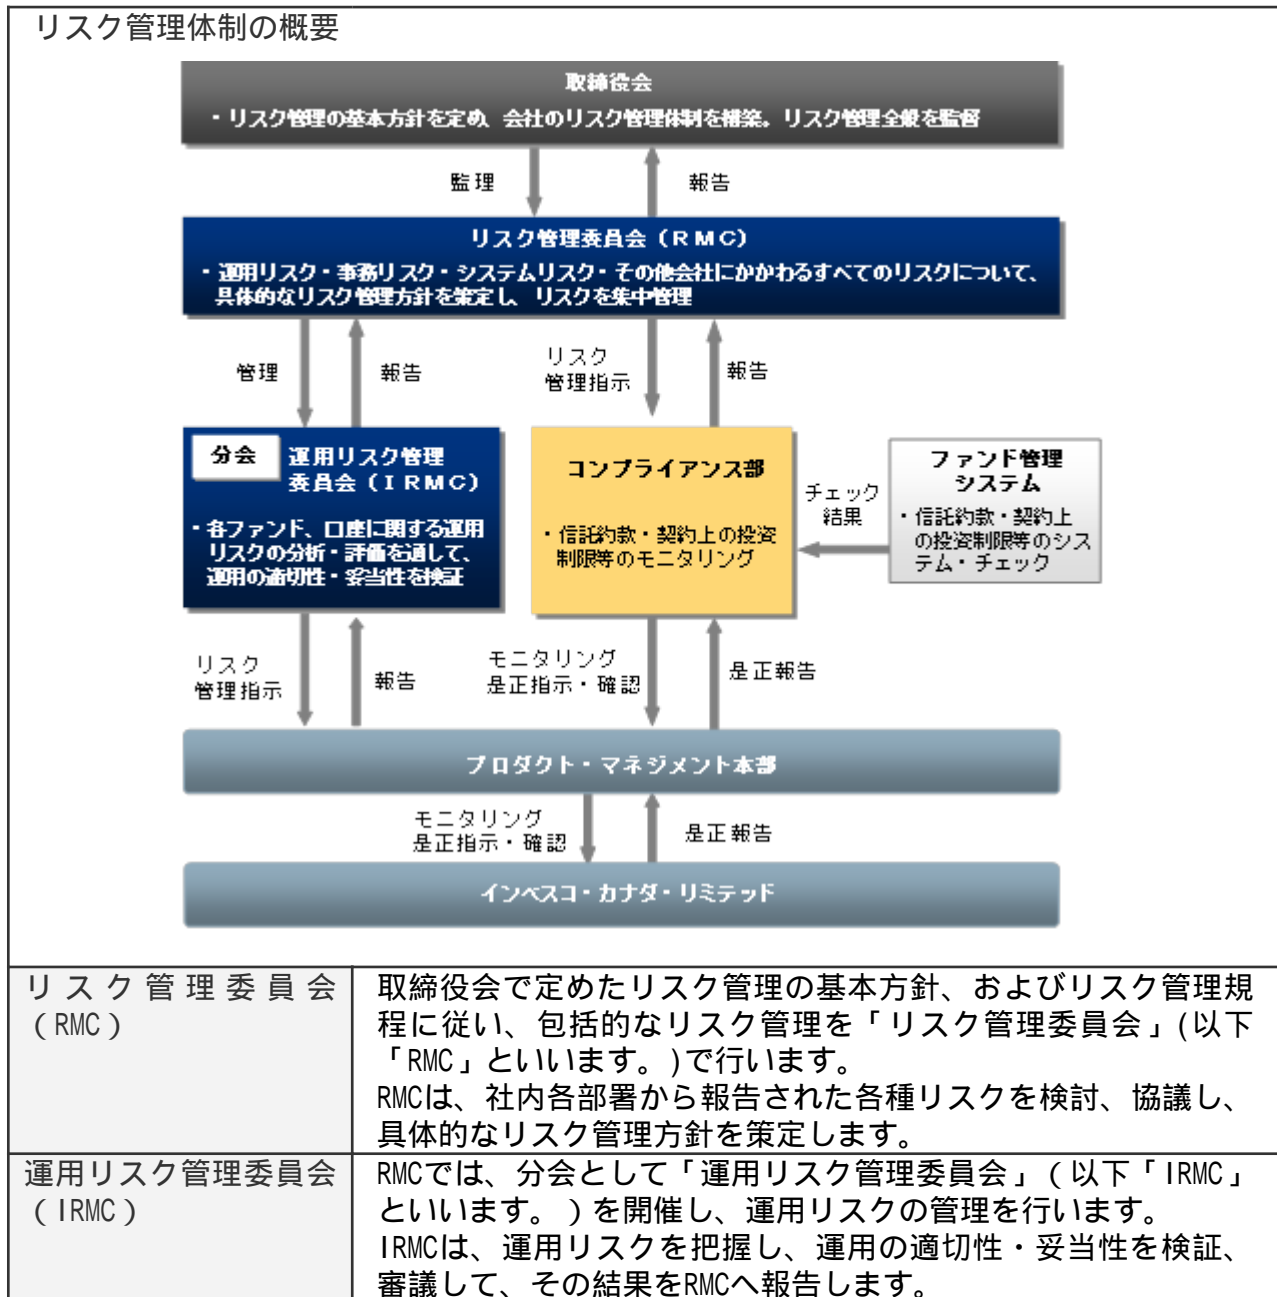 リスク管理体制の概要
取締役会
・リスク管理の基本方針を定め、会社のリスク管理体制を構築。リスク管理全般を監督
監理
報告
リスク管理委員会（ＲＭＣ）
・運用リスク・事務リスク・システムリスク・その他会社にかかわるすべてのリスクについて、
具体的なリスク管理方針を策定し、リスクを集中管理
管理
報告
リスク
管理指示
報告
分会
運用リスク管理
委員会（ＩＲＭＣ）
・各ファンド、口座に関する運用
リスクの分析・評価を通して、
運用の適切性・妥当性を検証
コンプライアンス部
・信託約款・契約上の投資
制限等のモニタリング
チェック
結果
ファンド管理
システム
・信託約款・契約上
の投資制限等のシス
テム・チェック
リスク
管理指示
報告
モニタリング
是正指示・確認
是正報告
プロダクト・マネジメント本部
モニタリング
是正指示・確認
是正報告
インベスコ・カナダ・リミテッド
リスク管理委員会
（RMC）
取締役会で定めたリスク管理の基本方針、およびリスク管理規
程に従い、包括的なリスク管理を「リスク管理委員会」(以下
「RMC」といいます。)で行います。
RMCは、社内各部署から報告された各種リスクを検討、協議し、
具体的なリスク管理方針を策定します。
運用リスク管理委員会
（IRMC）
RMCでは、分会として「運用リスク管理委員会」（以下「IRMC」
といいます。）を開催し、運用リスクの管理を行います。
IRMCは、運用リスクを把握し、運用の適切性・妥当性を検証、
審議して、その結果をRMCへ報告します。